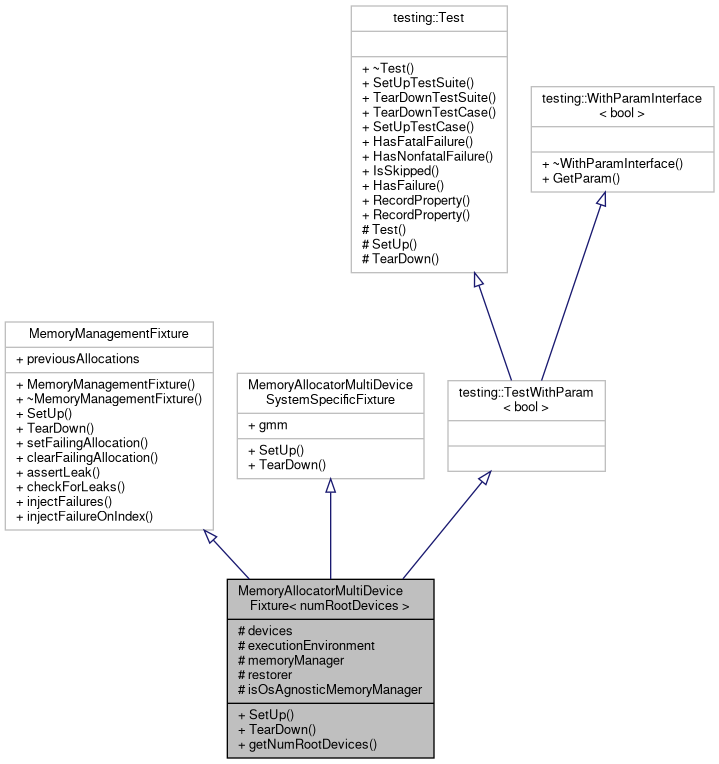 testing::Test
+ ~Test()
+ SetUpTestSuite()
+ TearDownTestSuite()
+ TearDownTestCase()
+ SetUpTestCase()
+ HasFatalFailure()
+ HasNonfatalFailure()
+ IsSkipped()
+ HasFailure()
+ RecordProperty()
+ RecordProperty()
# Test()
# SetUp()
# TearDown()
testing::WithParamInterface
< bool >
+ ~WithParamInterface()
+ GetParam()
MemoryManagementFixture
+ previousAllocations
+ MemoryManagementFixture()
+ ~MemoryManagementFixture()
+ SetUp()
+ TearDown()
+ setFailingAllocation()
+ clearFailingAllocation()
+ assertLeak()
+ checkForLeaks()
+ injectFailures()
+ injectFailureOnIndex()
MemoryAllocatorMultiDevice
SystemSpecificFixture
+ gmm
+ SetUp()
+ TearDown()
testing::TestWithParam
< bool >
MemoryAllocatorMultiDevice
Fixture< numRootDevices >
# devices
# executionEnvironment
# memoryManager
# restorer
# isOsAgnosticMemoryManager
+ SetUp()
+ TearDown()
+ getNumRootDevices()